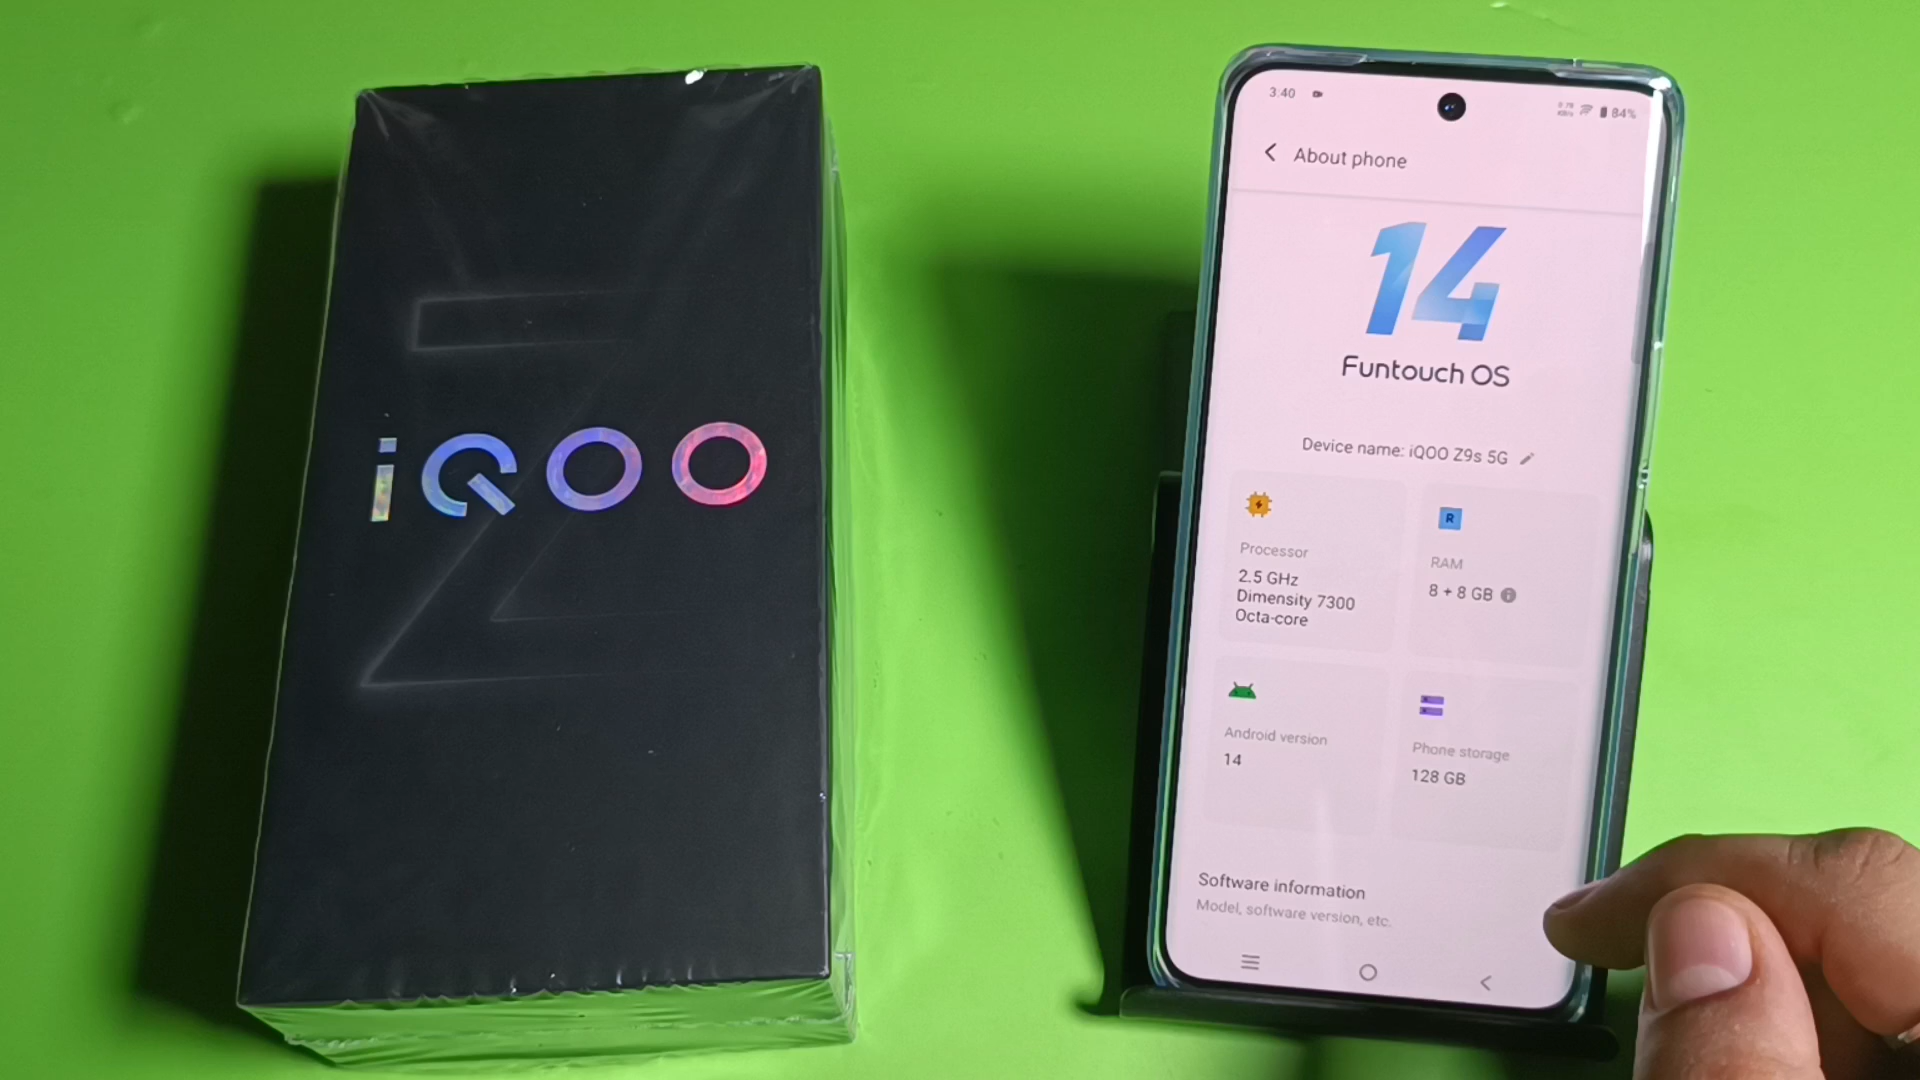 iQOO
3:40
84%
About phone
14
Funtouch OS
Device name: iQOO Z9s 5G
Processor
2.5 GHz
Dimensity 7300
Octa-core
R
RAM
8 + 8 GB
Android version
14
Phone storage
128 GB
Software information
Model, software version, etc.